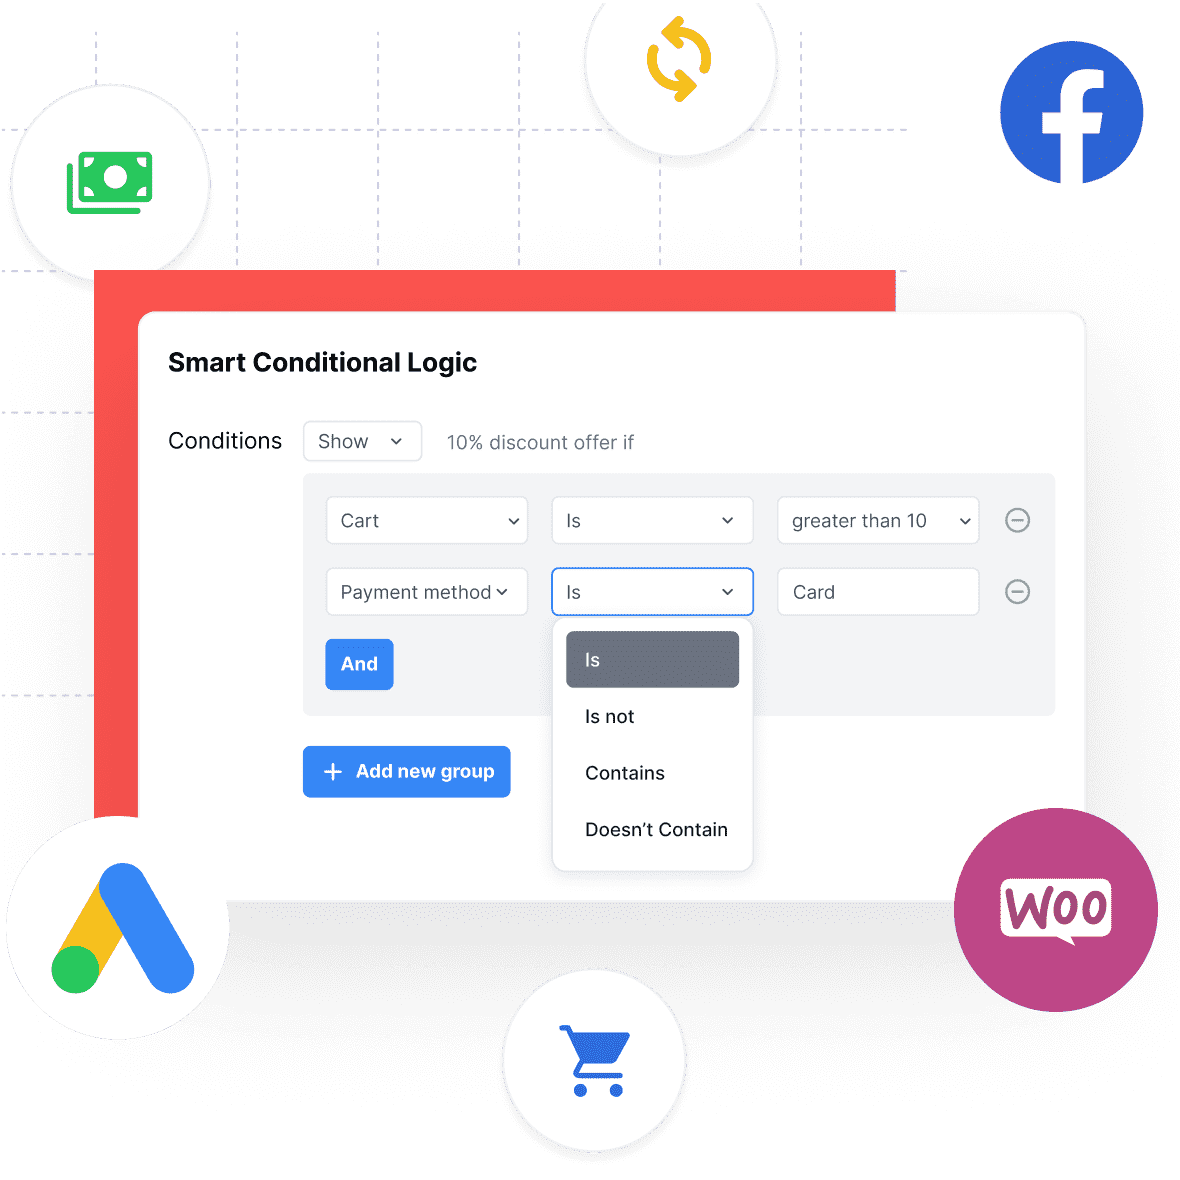 Smart Conditional Logic
Conditions Show 10% discount offer if
Cart Is greater than 10
Payment method Is Card
And
Is
Is not
Contains
Doesn’t Contain
Add new group
Woo